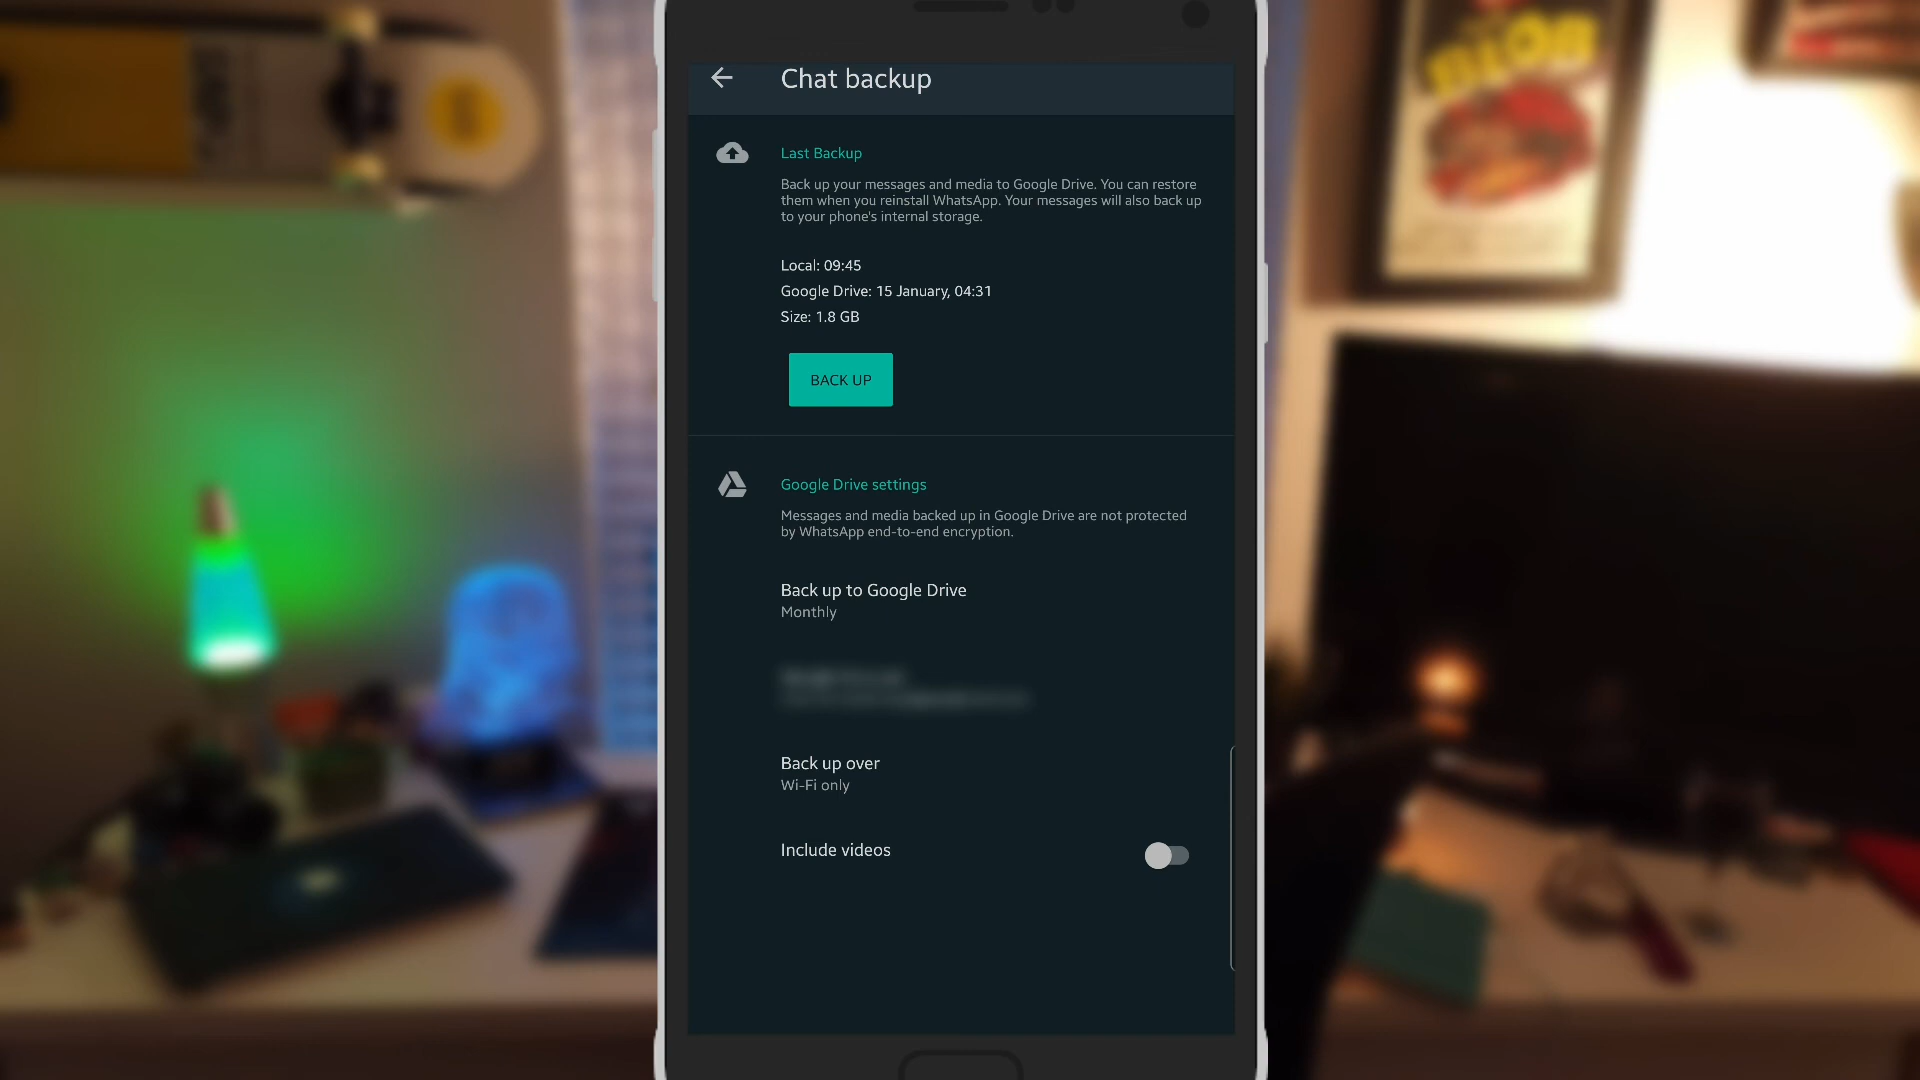 Chat backup
Last Backup
Back up your messages and media to Google Drive. You can restore
them when you reinstall WhatsApp. Your messages will also back up
to your phone's internal storage.
Local: 09:45
Google Drive: 15 January, 04:31
Size: 1.8 GB
BACK UP
Google Drive settings
Messages and media backed up in Google Drive are not protected
by WhatsApp end-to-end encryption.
Back up to Google Drive
Monthly
Back up over
Wi-Fi only
Include videos